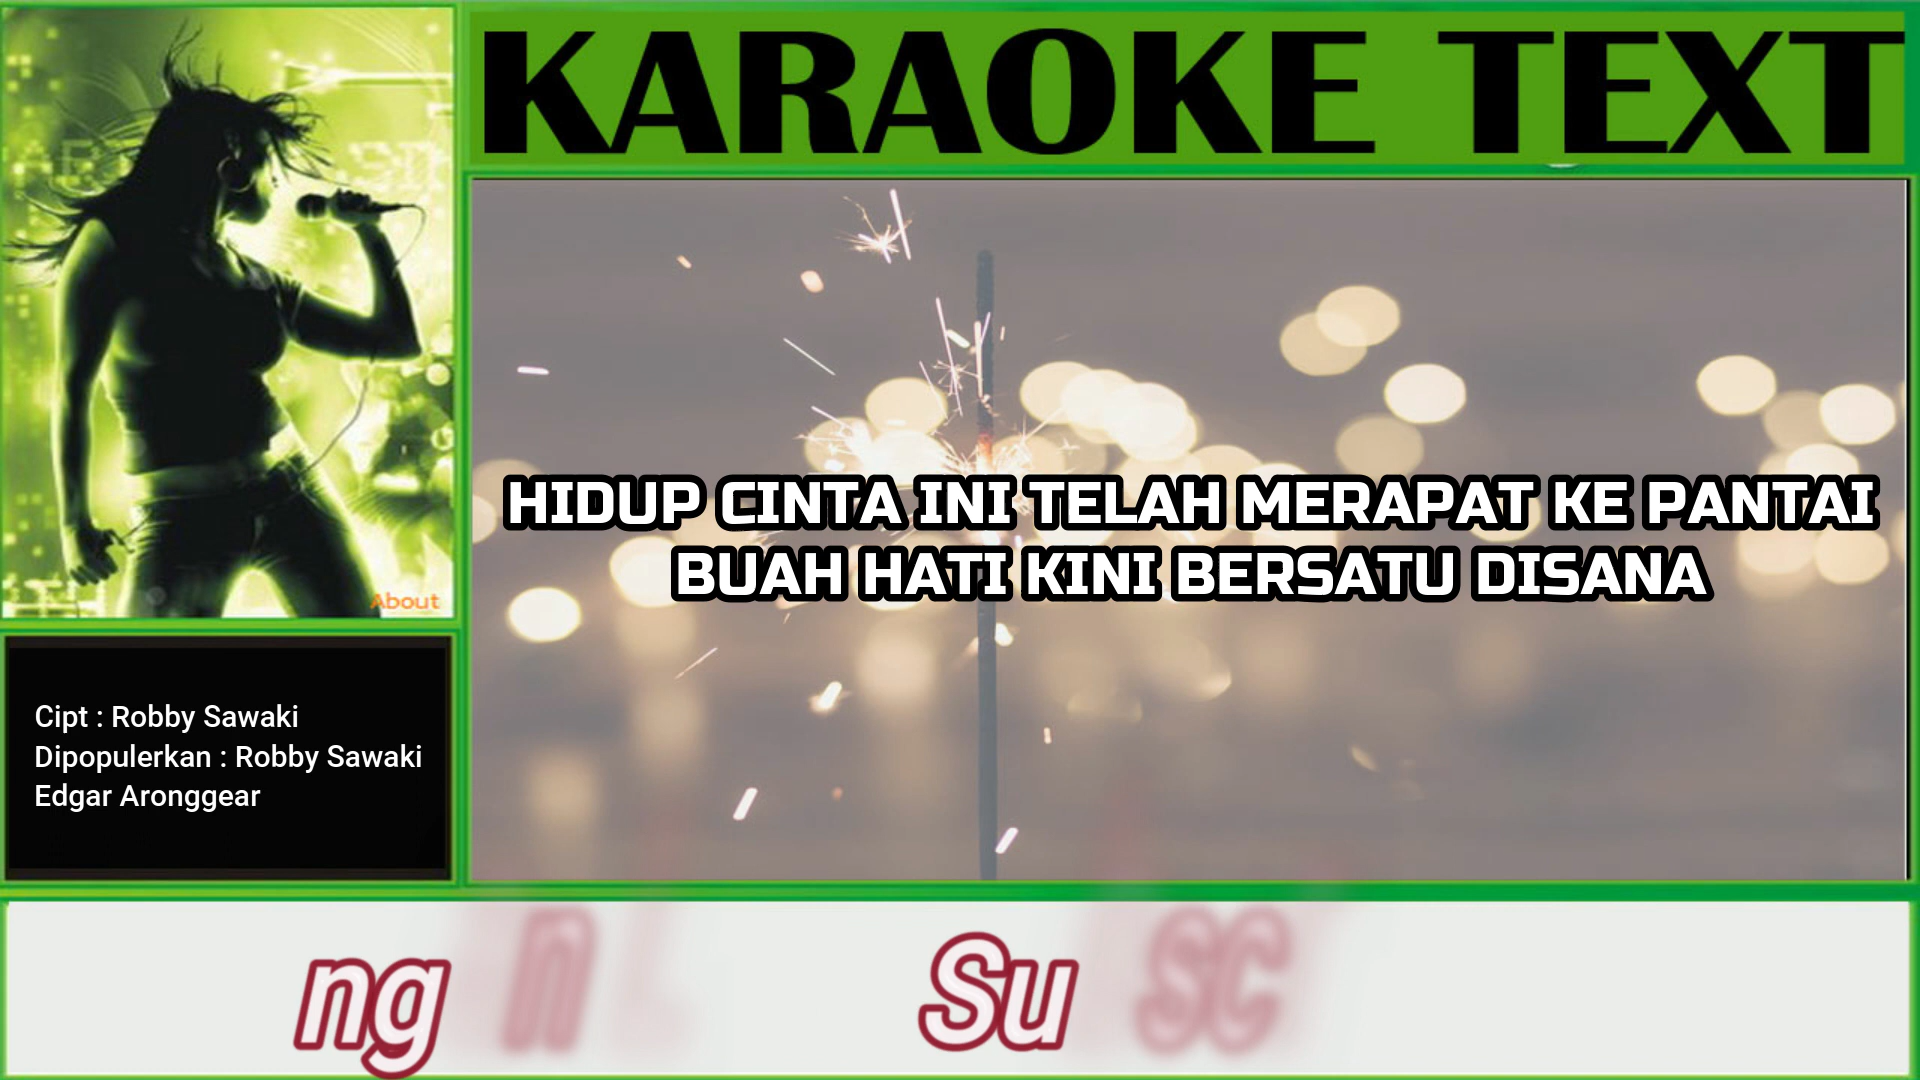 KARAOKE TEXT
HIDUP CINTA INI TELAH MERAPAT KE PANTAI
BUAH HATI KINI BERSATU DISANA
About
Cipt : Robby Sawaki
Dipopulerkan : Robby Sawaki
Edgar Aronggear
ng n Su sc